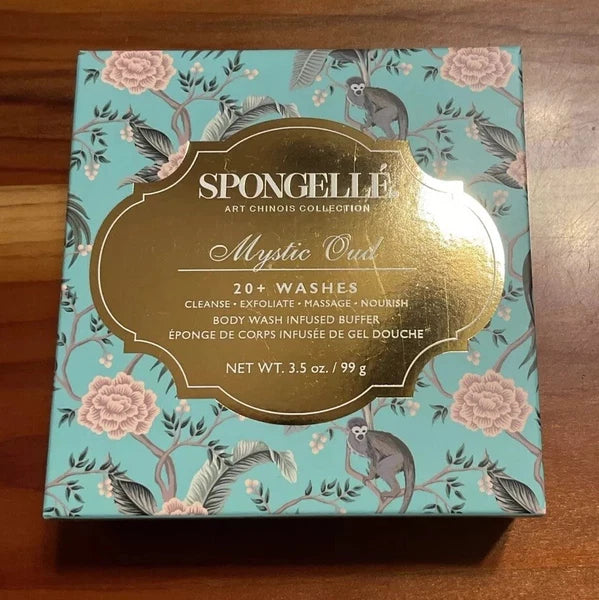 SPONGELLÉ
ART CHINOIS COLLECTION
Mystic Oud
20+ WASHES
CLEANSE • EXFOLIATE • MASSAGE • NOURISH
BODY WASH INFUSED BUFFER
ÉPONGE DE CORPS INFUSÉE DE GEL DOUCHE
NET WT. 3.5 oz. / 99 g